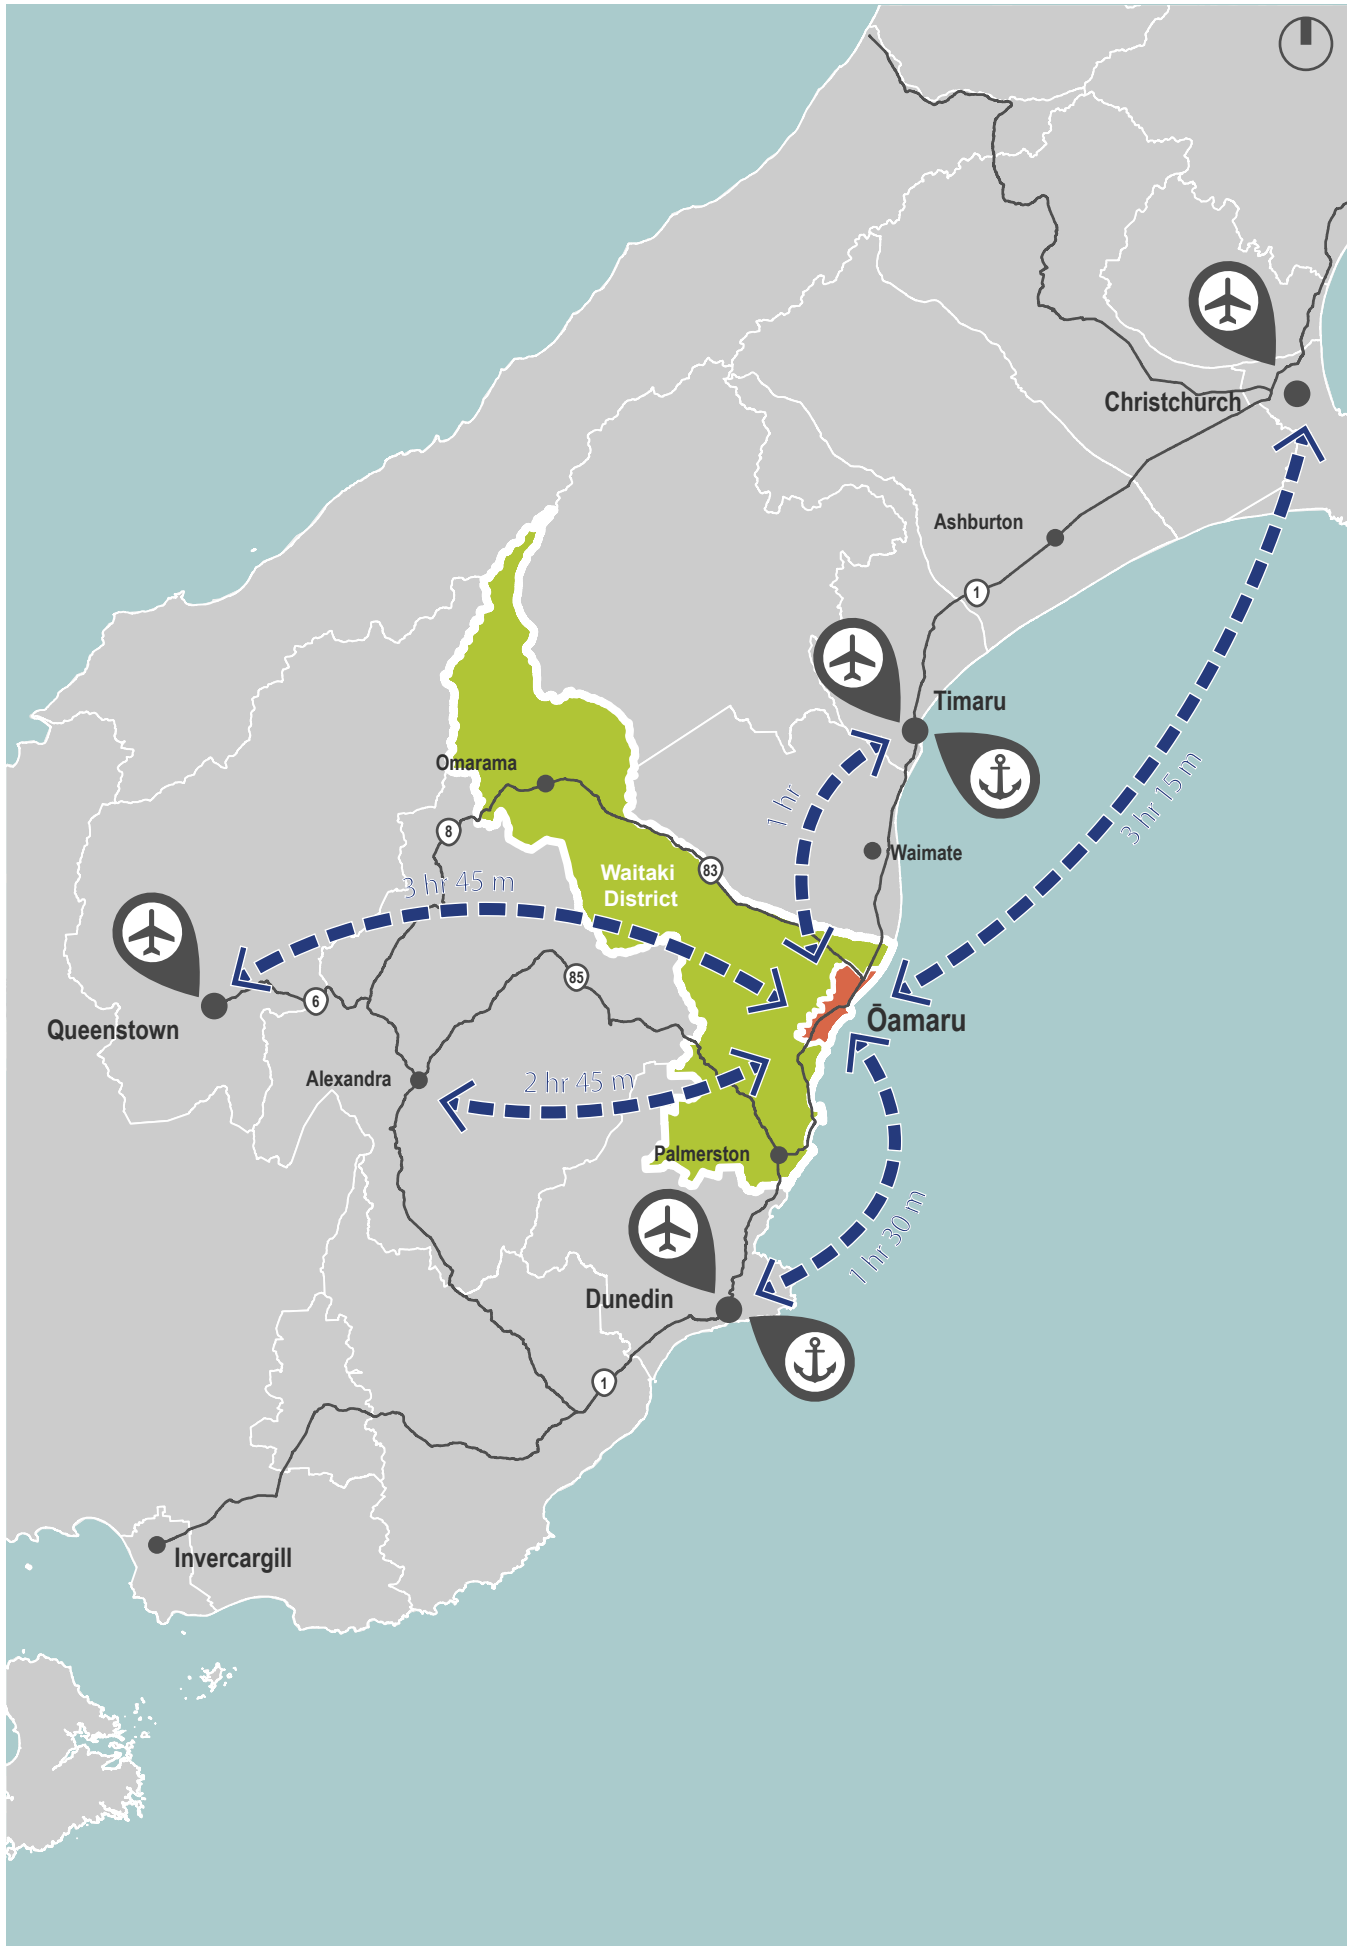 Christchurch
Ashburton
1
Timaru
Omarama
1 hr
3 hr 15 m
8
Waimate
83
Waitaki
District
3 hr 45 m
85
6
Queenstown
Ōamaru
Alexandra
2 hr 45 m
Palmerston
1 hr 30 m
Dunedin
1
Invercargill